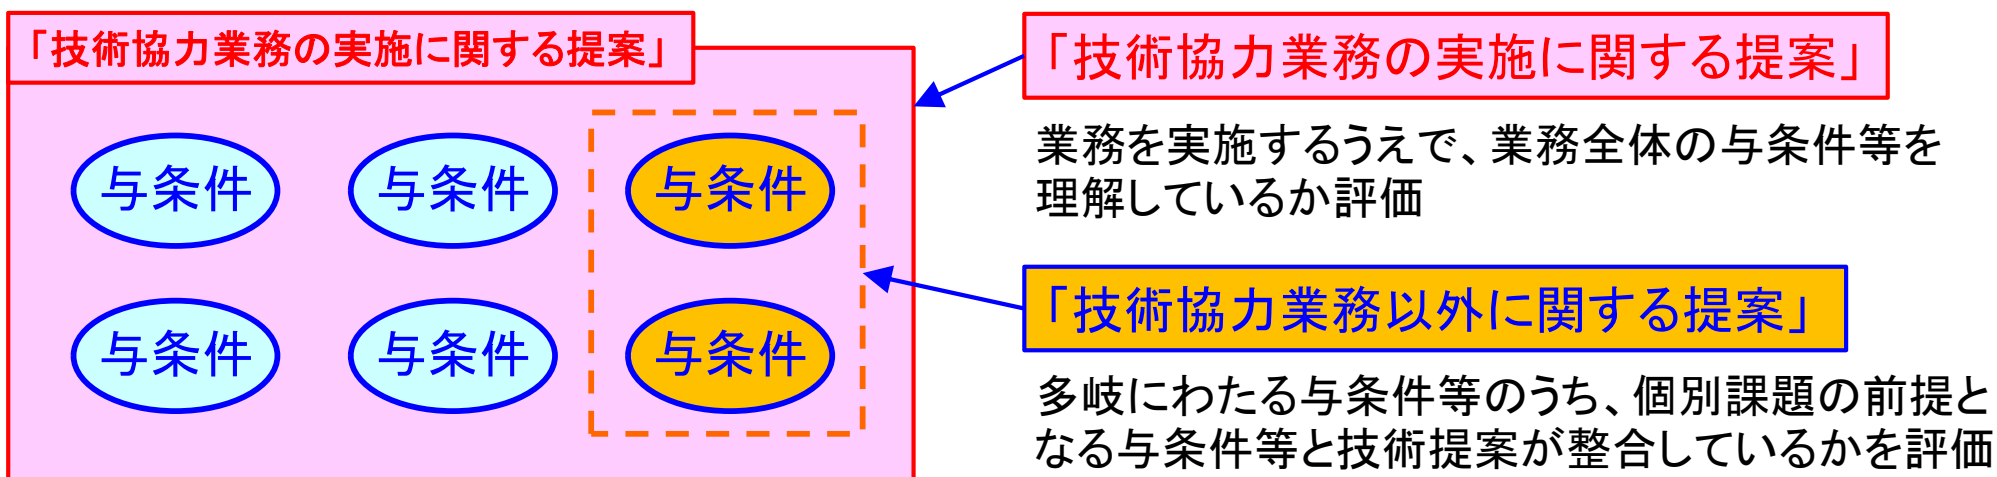 「技術協力業務の実施に関する提案」
与条件 与条件 与条件
与条件 与条件 与条件
「技術協力業務の実施に関する提案」
業務を実施するうえで、業務全体の与条件等を
理解しているか評価
「技術協力業務以外に関する提案」
多岐にわたる与条件等のうち、個別課題の前提と
なる与条件等と技術提案が整合しているかを評価